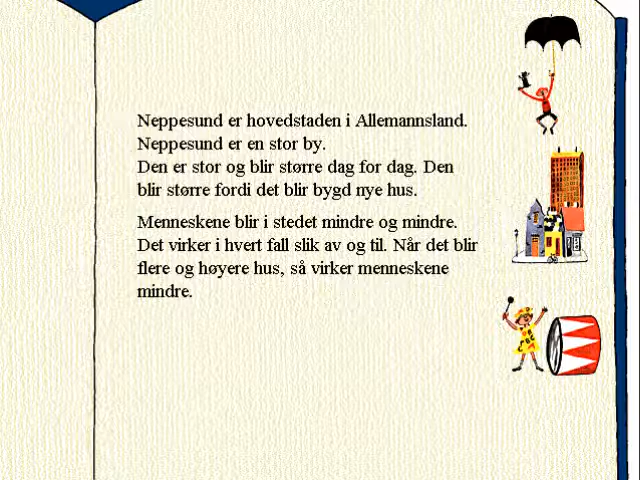 Neppesund er hovedstaden i Allemannsland.
Neppesund er en stor by.
Den er stor og blir større dag for dag. Den
blir større fordi det blir bygd nye hus.
Menneskene blir i stedet mindre og mindre.
Det virker i hvert fall slik av og til. Når det blir
flere og høyere hus, så virker menneskene
mindre.